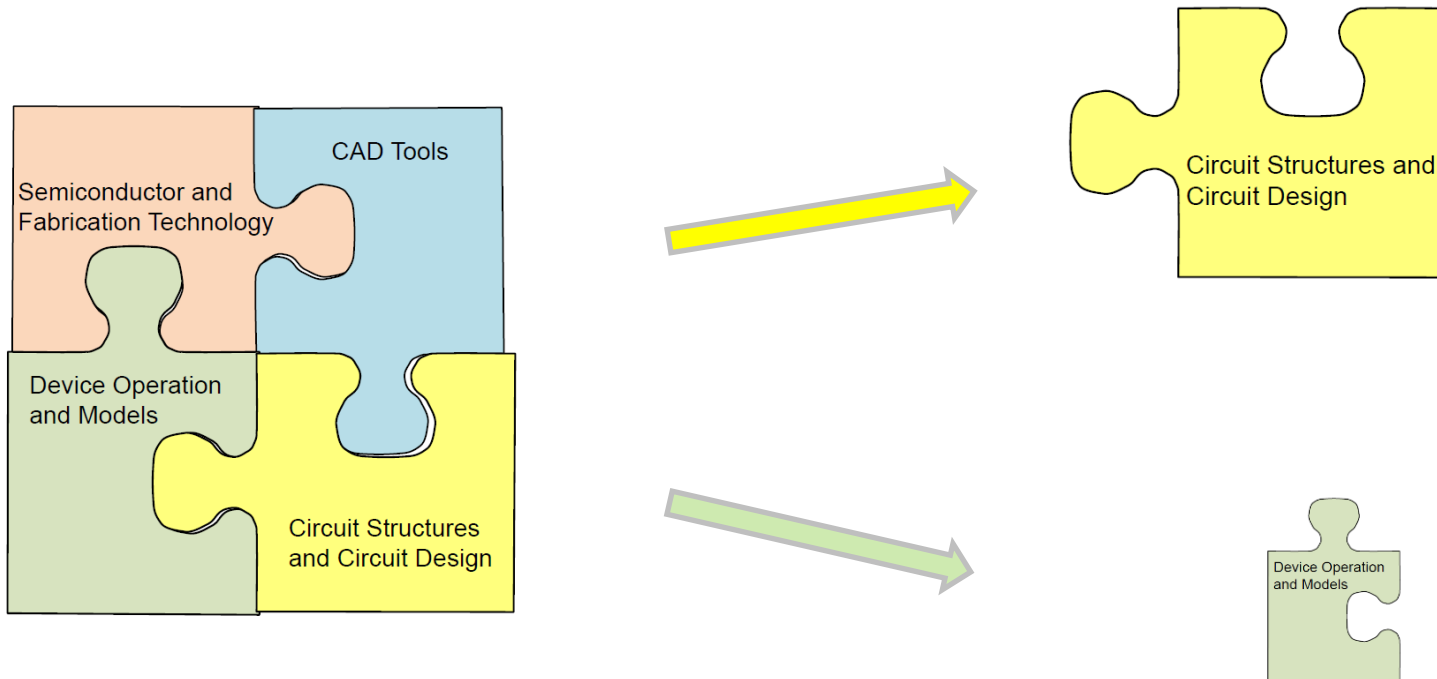 CAD Tools
Semiconductor and
Fabrication Technology
Device Operation
and Models
Circuit Structures
and Circuit Design
Circuit Structures and
Circuit Design
Device Operation
and Models